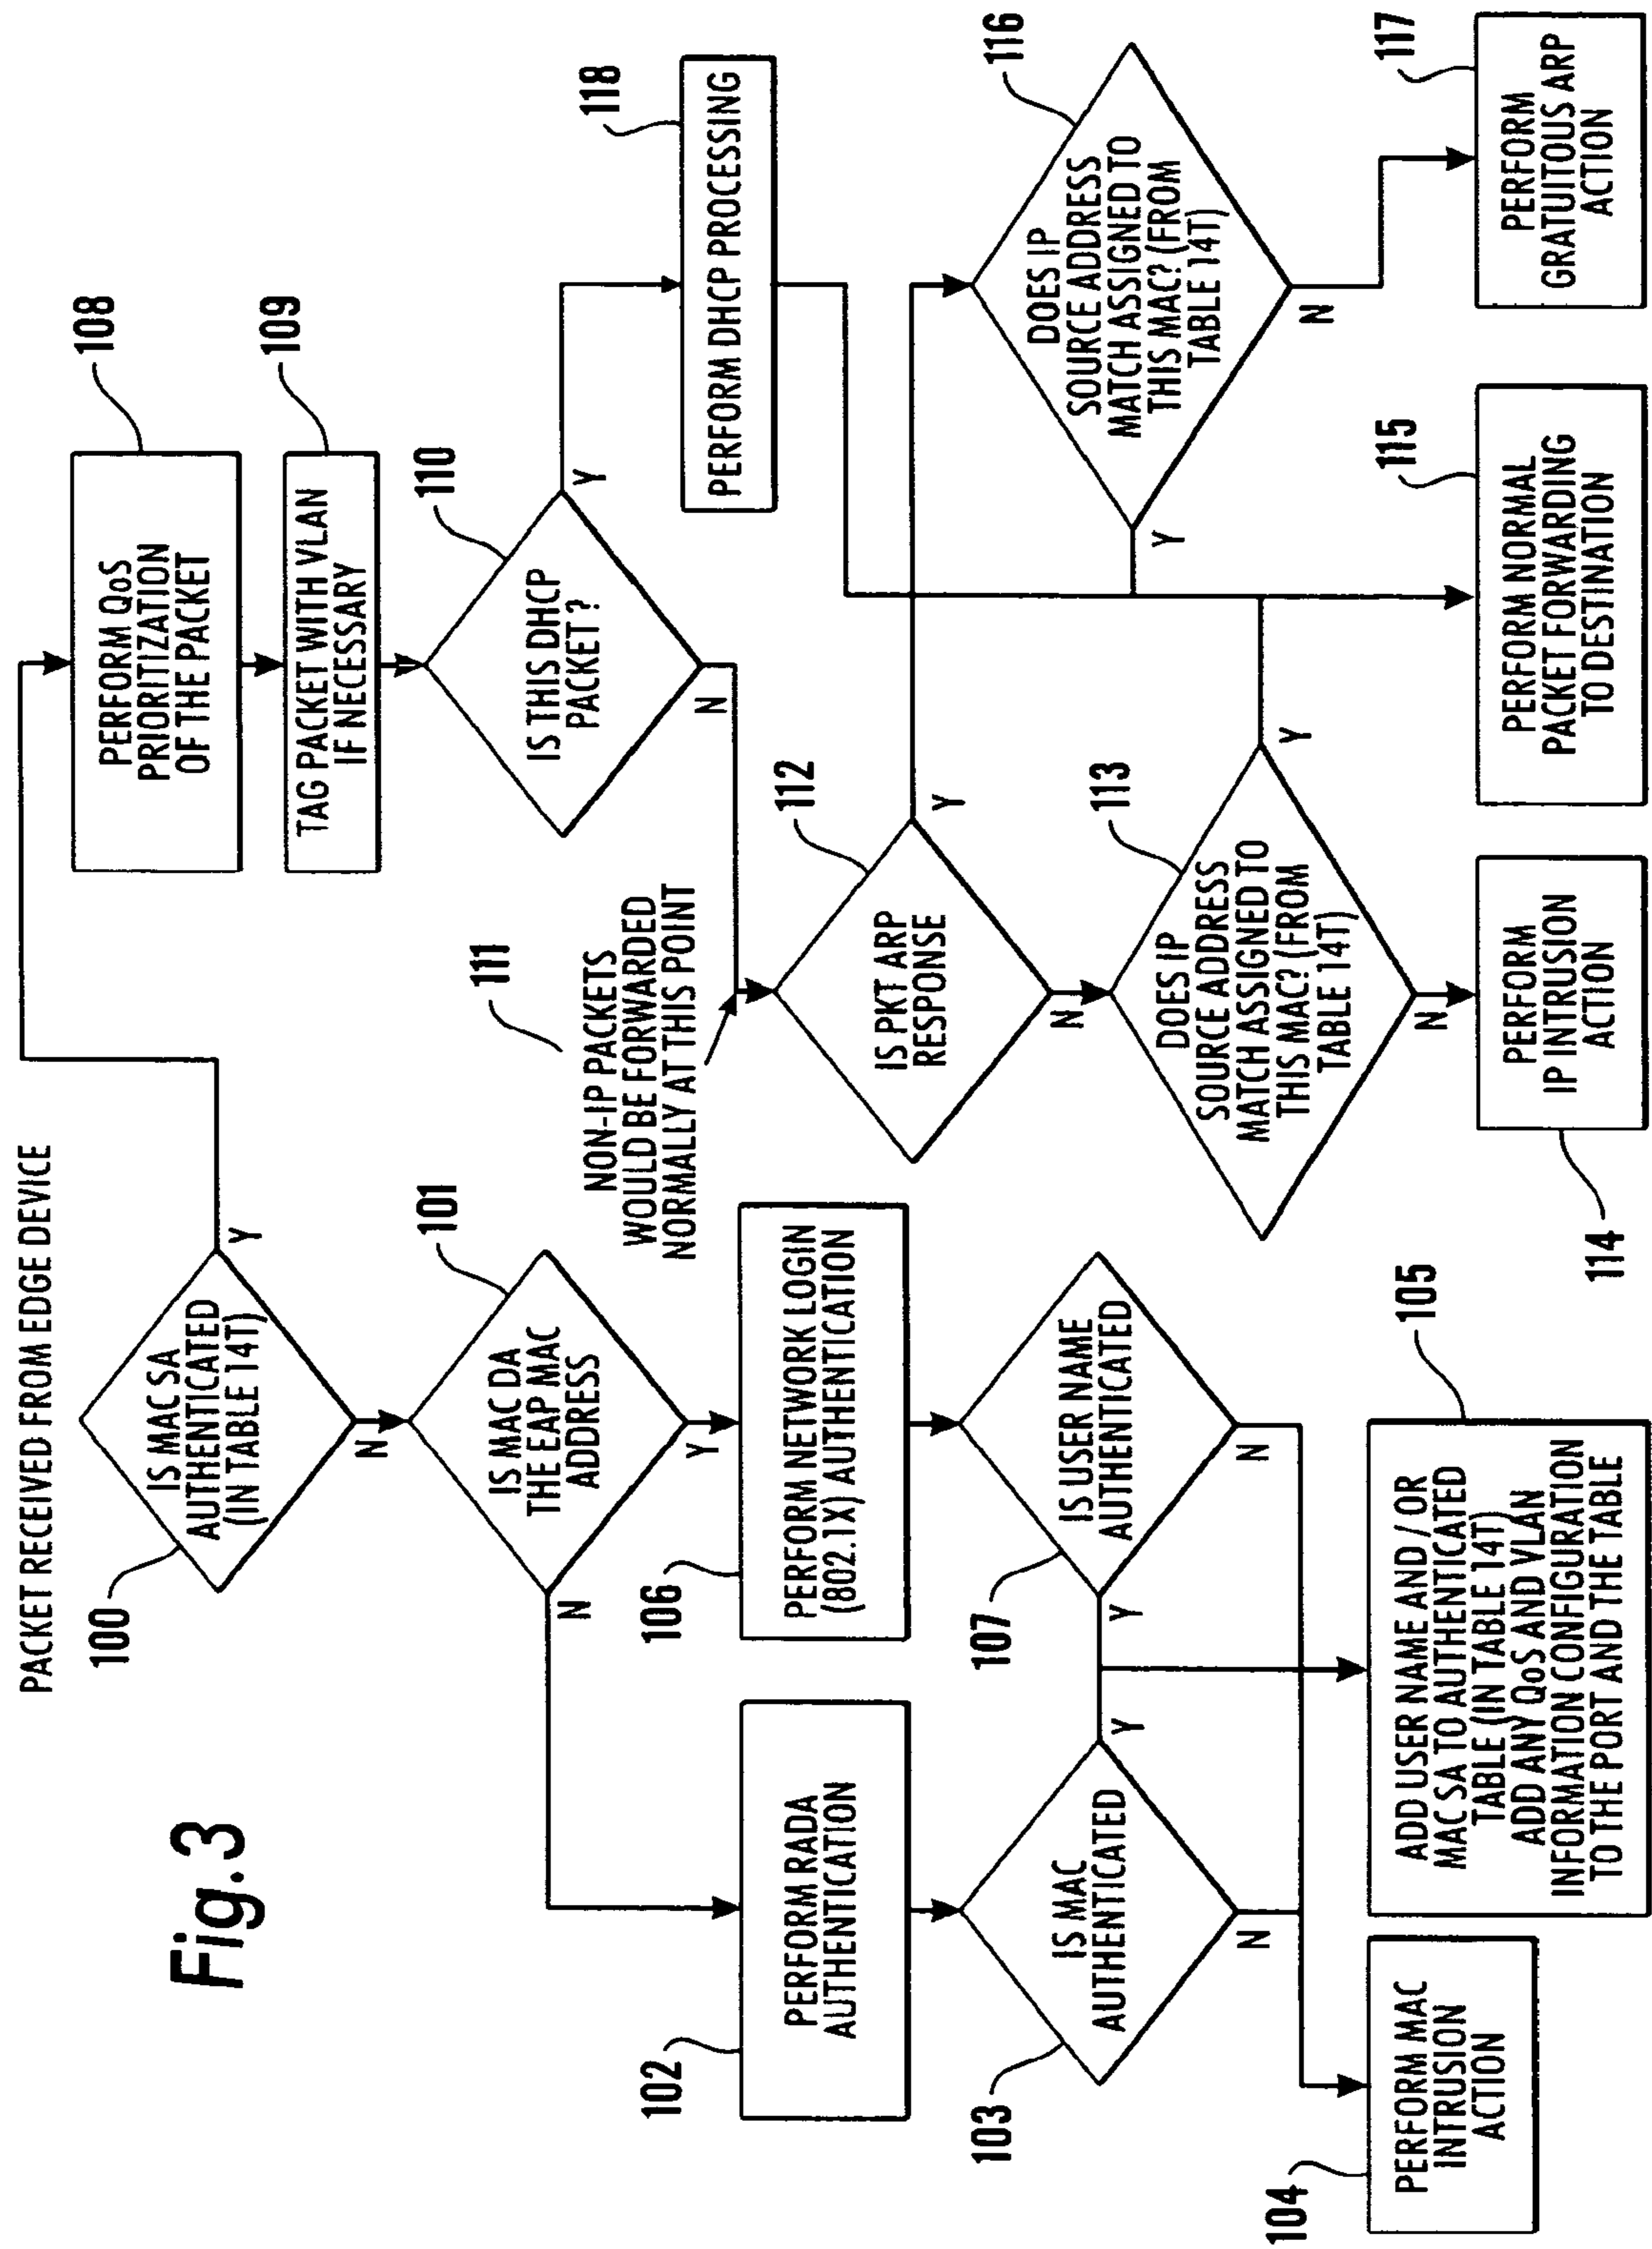 Fig.3
PACKET RECEIVED FROM EDGE DEVICE
100
IS MAC SA
AUTHENTICATED
(IN TABLE 14T)
Y
N
101
IS MAC DA
THE EAP MAC
ADDRESS
N
Y
102
PERFORM RADA
AUTHENTICATION
106
PERFORM NETWORK LOGIN
(802.1X) AUTHENTICATION
103
IS MAC
AUTHENTICATED
Y
N
107
IS USER NAME
AUTHENTICATED
Y
N
104
PERFORM MAC
INTRUSION
ACTION
105
ADD USER NAME AND / OR
MAC SA TO AUTHENTICATED
TABLE (IN TABLE 14T)
ADD ANY QoS AND VLAN
INFORMATION CONFIGURATION
TO THE PORT AND THE TABLE
108
PERFORM QoS
PRIORITIZATION
OF THE PACKET
109
TAG PACKET WITH VLAN
IF NECESSARY
110
IS THIS DHCP
PACKET?
Y
N
118
PERFORM DHCP PROCESSING
111
NON-IP PACKETS
WOULD BE FORWARDED
NORMALLY AT THIS POINT
112
IS PKT ARP
RESPONSE
Y
N
113
DOES IP
SOURCE ADDRESS
MATCH ASSIGNED TO
THIS MAC? (FROM
TABLE 14T)
Y
N
116
DOES IP
SOURCE ADDRESS
MATCH ASSIGNED TO
THIS MAC? (FROM
TABLE 14T)
Y
N
114
PERFORM
IP INTRUSION
ACTION
115
PERFORM NORMAL
PACKET FORWARDING
TO DESTINATION
117
PERFORM
GRATUITOUS ARP
ACTION